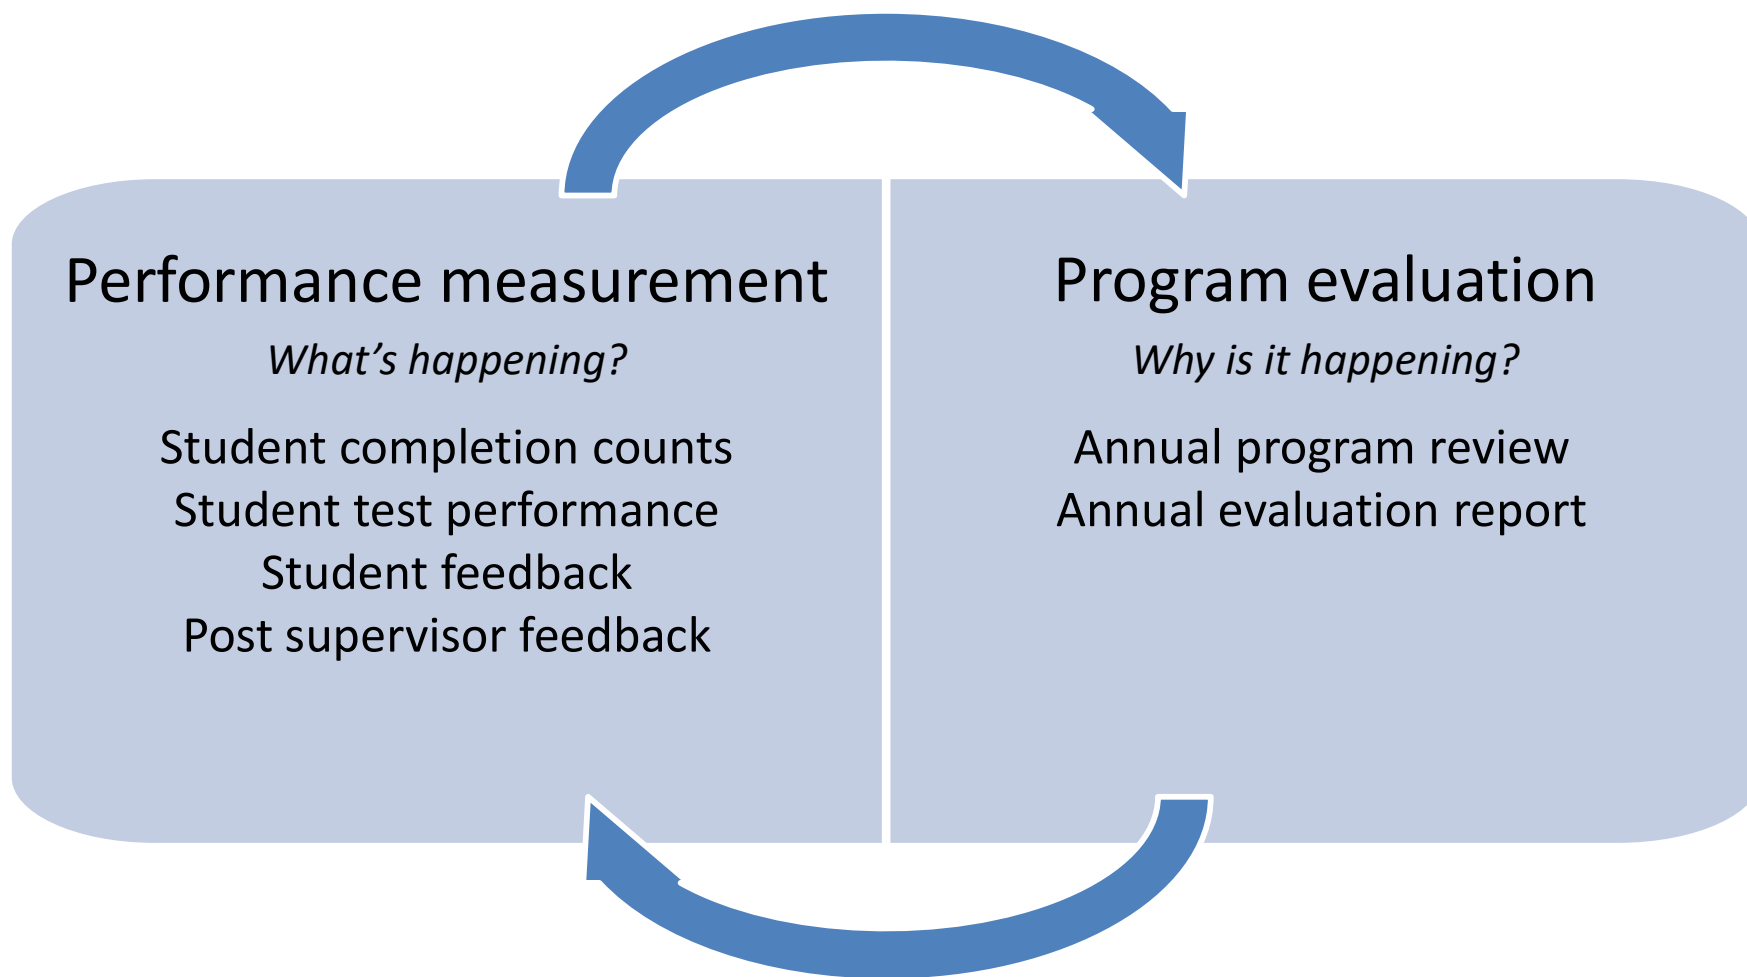 Performance measurement
What’s happening?
Student completion counts
Student test performance
Student feedback
Post supervisor feedback
Program evaluation
Why is it happening?
Annual program review
Annual evaluation report